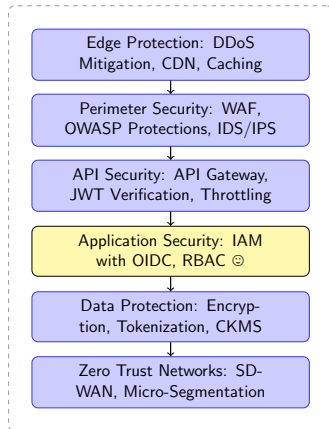 Edge Protection: DDoS
Mitigation, CDN, Caching
Perimeter Security: WAF,
OWASP Protections, IDS/IPS
API Security: API Gateway,
JWT Verification, Throttling
Application Security: IAM
with OIDC, RBAC ☺
Data Protection: Encryp-
tion, Tokenization, CKMS
Zero Trust Networks: SD-
WAN, Micro-Segmentation